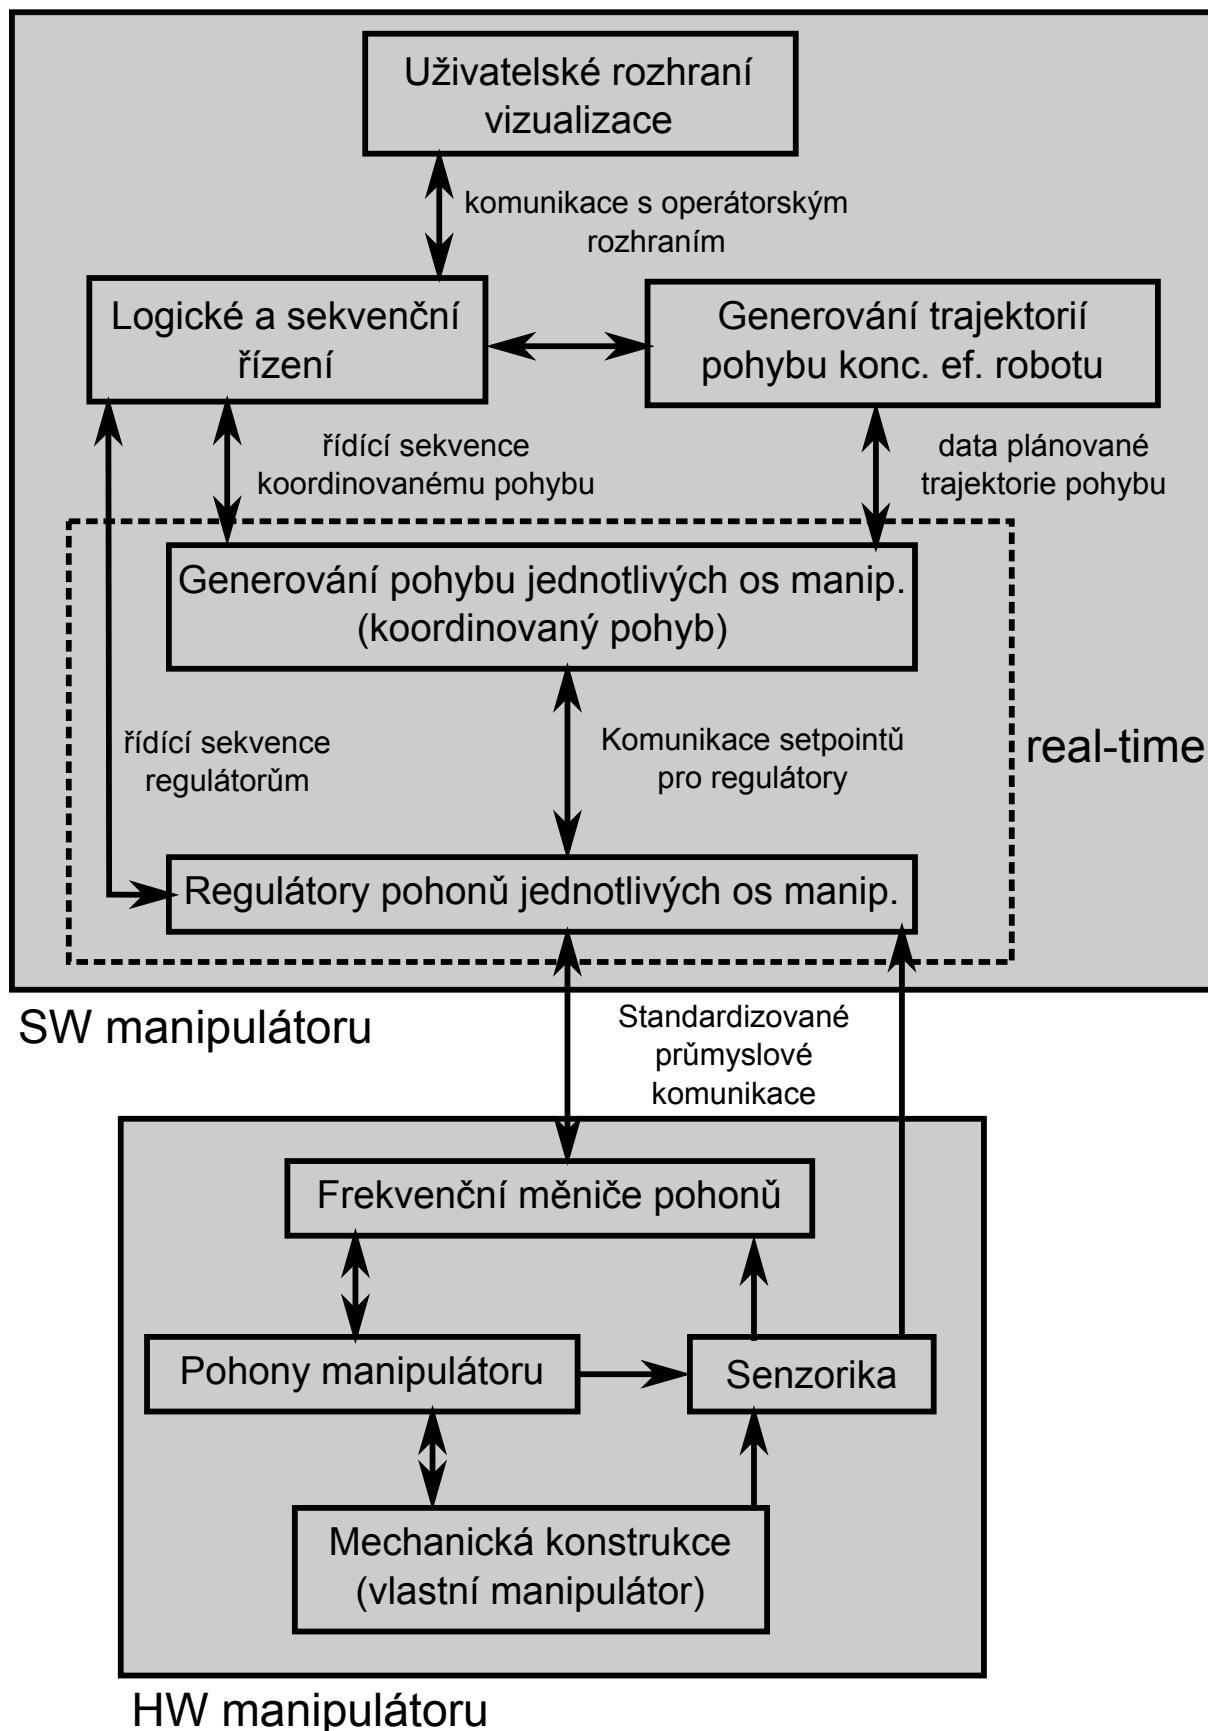 Uživatelské rozhraní
vizualizace
komunikace s operátorským
rozhraním
Logické a sekvenční
řízení
Generování trajektorií
pohybu konc. ef. robotu
řídící sekvence
koordinovanému pohybu
data plánované
trajektorie pohybu
Generování pohybu jednotlivých os manip.
(koordinovaný pohyb)
řídící sekvence
regulátorům
Komunikace setpointů
pro regulátory
real-time
Regulátory pohonů jednotlivých os manip.
SW manipulátoru
Standardizované
průmyslové
komunikace
Frekvenční měniče pohonů
Pohony manipulátoru
Senzorika
Mechanická konstrukce
(vlastní manipulátor)
HW manipulátoru